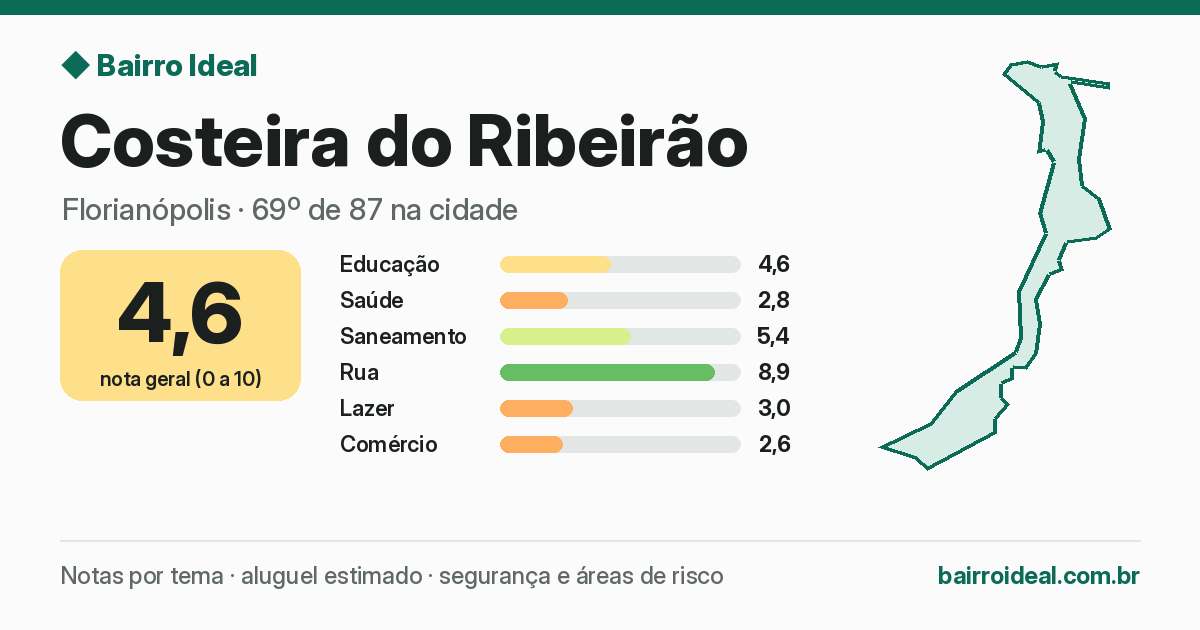 Bairro Ideal
Costeira do Ribeirão
Florianópolis · 69º de 87 na cidade
4,6
nota geral (0 a 10)
Educação 4,6
Saúde 2,8
Saneamento 5,4
Rua 8,9
Lazer 3,0
Comércio 2,6
Notas por tema · aluguel estimado · segurança e áreas de risco
bairroideal.com.br